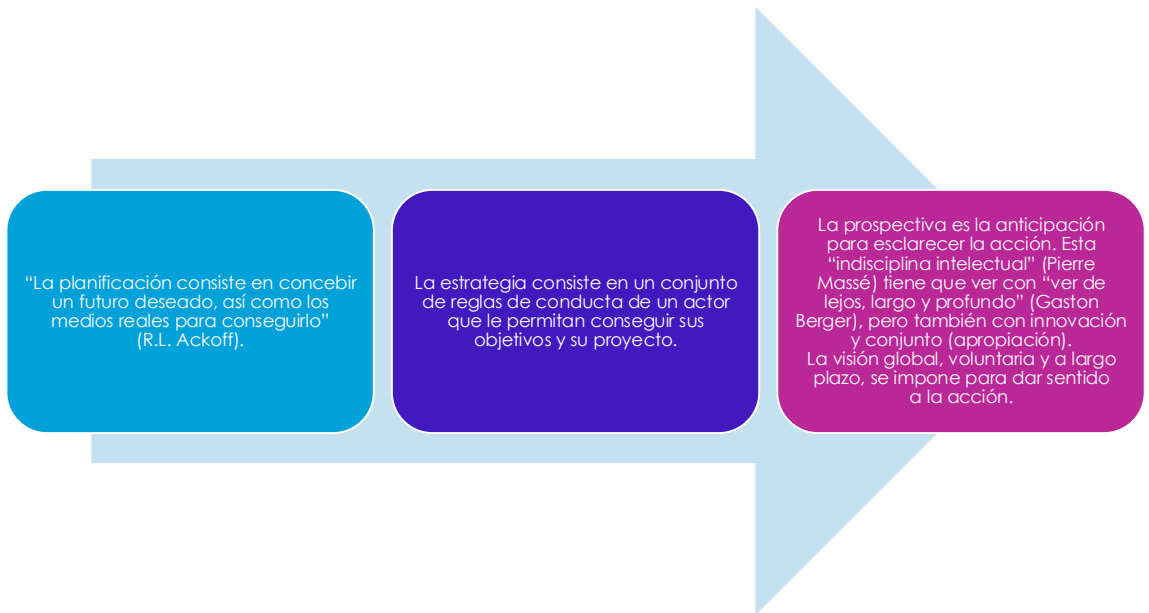 “La planificación consiste en concebir
un futuro deseado, así como los
medios reales para conseguirlo”
(R.L. Ackoff).
La estrategia consiste en un conjunto
de reglas de conducta de un actor
que le permitan conseguir sus
objetivos y su proyecto.
La prospectiva es la anticipación
para esclarecer la acción. Esta
“indisciplina intelectual” (Pierre
Massé) tiene que ver con “ver de
lejos, largo y profundo” (Gaston
Berger), pero también con innovación
y conjunto (apropiación).
La visión global, voluntaria y a largo
plazo, se impone para dar sentido
a la acción.